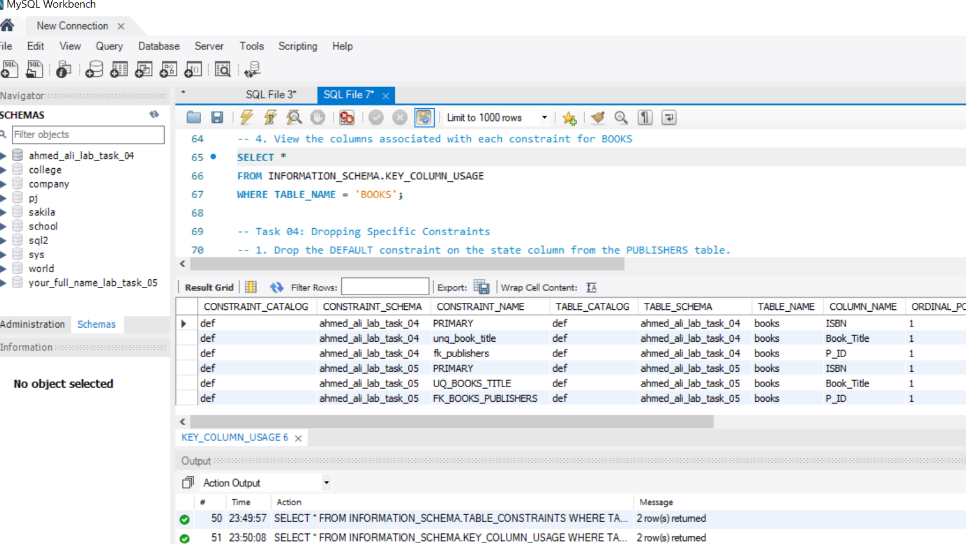 MySQL Workbench
New Connection ×
ile Edit View Query Database Server Tools Scripting Help
Navigator
SCHEMAS
Filter objects
ahmed_ali_lab_task_04
college
company
pj
sakila
school
sql2
sys
world
your_full_name_lab_task_05
Administration Schemas
Information
No object selected
* SQL File 3* SQL File 7* ×
Limit to 1000 rows
64 -- 4. View the columns associated with each constraint for BOOKS
65 SELECT *
66 FROM INFORMATION_SCHEMA.KEY_COLUMN_USAGE
67 WHERE TABLE_NAME = 'BOOKS';
68
69 -- Task 04: Dropping Specific Constraints
70 -- 1. Drop the DEFAULT constraint on the state column from the PUBLISHERS table.
Result Grid Filter Rows: Export: Wrap Cell Content:
CONSTRAINT_CATALOG CONSTRAINT_SCHEMA CONSTRAINT_NAME TABLE_CATALOG TABLE_SCHEMA TABLE_NAME COLUMN_NAME ORDINAL_PO
def ahmed_ali_lab_task_04 PRIMARY def ahmed_ali_lab_task_04 books ISBN 1
def ahmed_ali_lab_task_04 unq_book_title def ahmed_ali_lab_task_04 books Book_Title 1
def ahmed_ali_lab_task_04 fk_publishers def ahmed_ali_lab_task_04 books P_ID 1
def ahmed_ali_lab_task_05 PRIMARY def ahmed_ali_lab_task_05 books ISBN 1
def ahmed_ali_lab_task_05 UQ_BOOKS_TITLE def ahmed_ali_lab_task_05 books Book_Title 1
def ahmed_ali_lab_task_05 FK_BOOKS_PUBLISHERS def ahmed_ali_lab_task_05 books P_ID 1
KEY_COLUMN_USAGE 6 ×
Output
Action Output
# Time Action Message
50 23:49:57 SELECT * FROM INFORMATION_SCHEMA.TABLE_CONSTRAINTS WHERE TA... 2 row(s) returned
51 23:50:08 SELECT * FROM INFORMATION_SCHEMA.KEY_COLUMN_USAGE WHERE TA... 2 row(s) returned